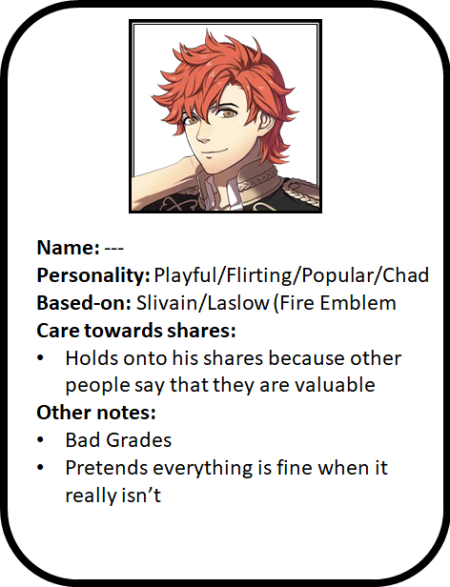 Name: ---
Personality: Playful/Flirting/Popular/Chad
Based-on: Slivain/Laslow (Fire Emblem
Care towards shares:
• Holds onto his shares because other
people say that they are valuable
Other notes:
• Bad Grades
• Pretends everything is fine when it
really isn’t